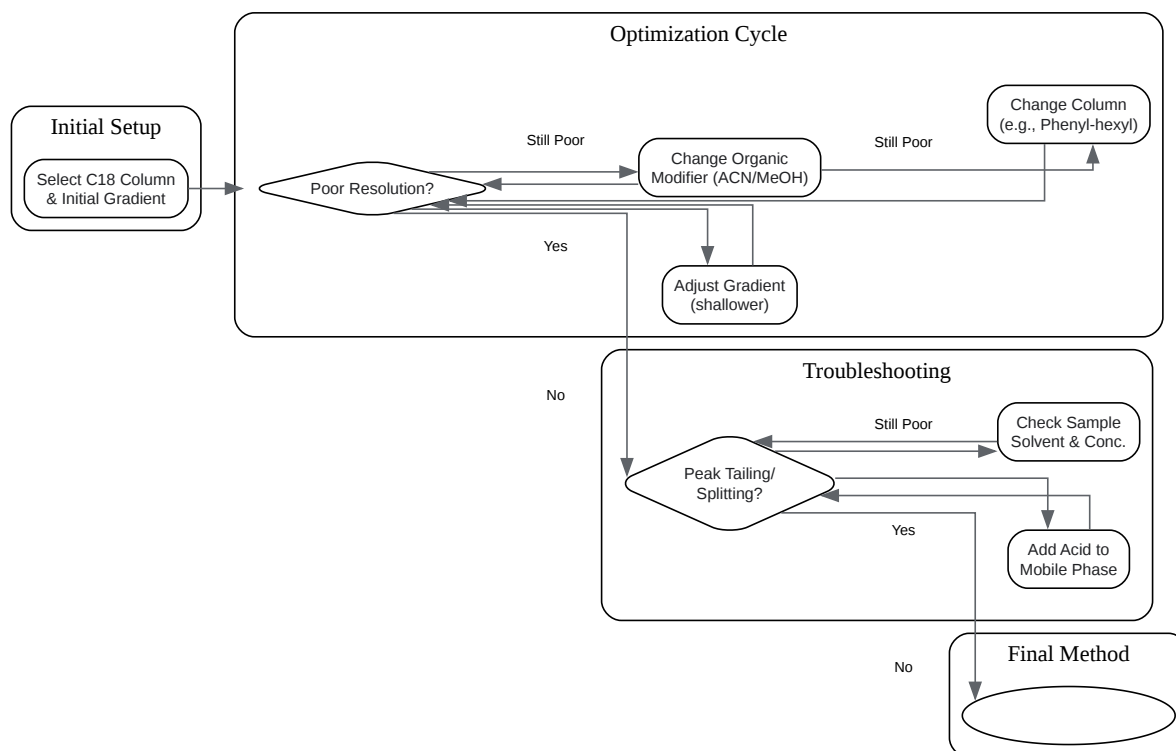 Optimization Cycle
Initial Setup
Select C18 Column
& Initial Gradient
Poor Resolution?
Still Poor
Change Organic
Modifier (ACN/MeOH)
Still Poor
Change Column
(e.g., Phenyl-hexyl)
Yes
Adjust Gradient
(shallower)
No
Troubleshooting
Peak Tailing/
Splitting?
Still Poor
Check Sample
Solvent & Conc.
Yes
Add Acid to
Mobile Phase
No
Final Method